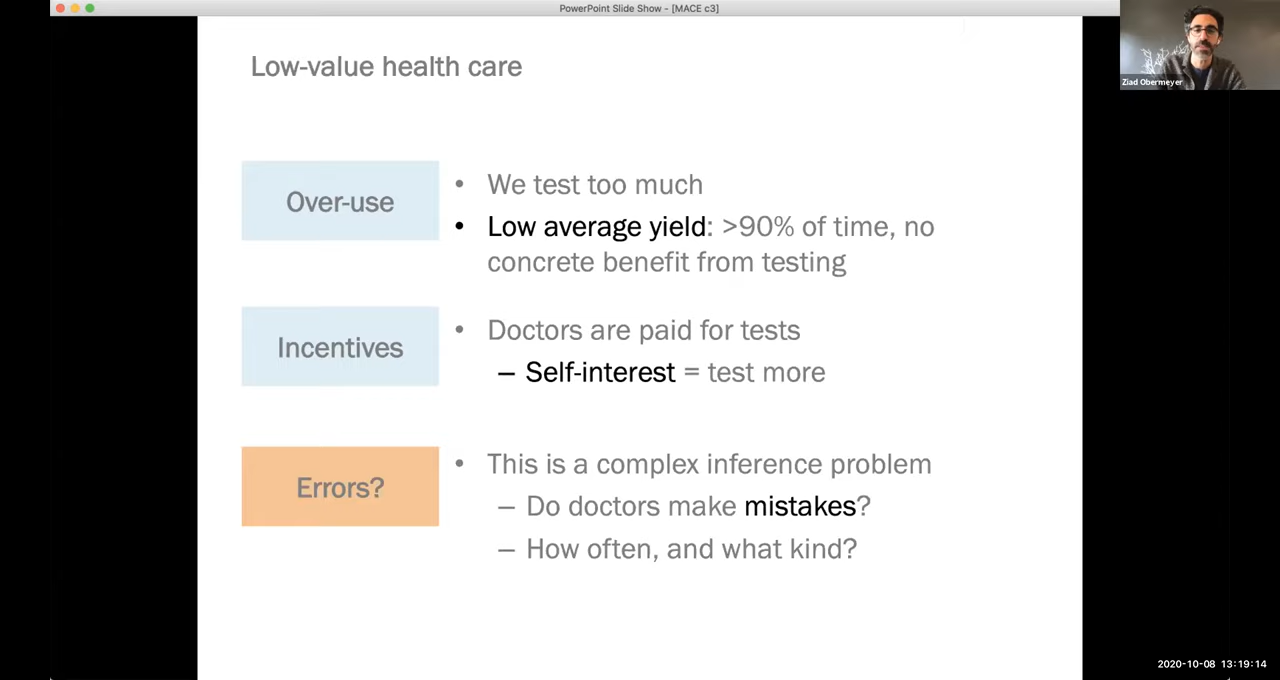 PowerPoint Slide Show - [MACE c3]
Ziad Obermeyer
Low-value health care
Over-use
• We test too much
• Low average yield: >90% of time, no
concrete benefit from testing
Incentives
• Doctors are paid for tests
– Self-interest = test more
Errors?
• This is a complex inference problem
– Do doctors make mistakes?
– How often, and what kind?
2020-10-08 13:19:14